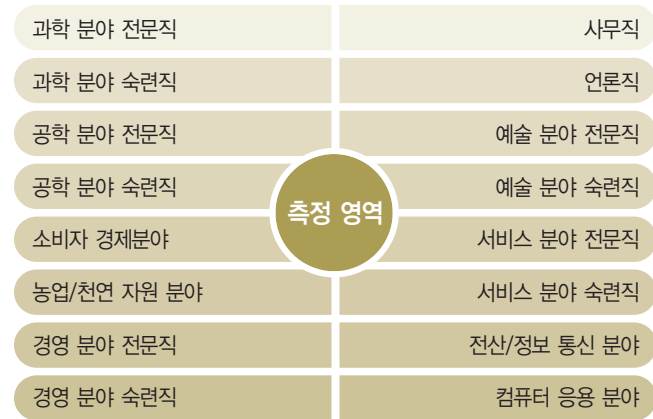 과학 분야 전문직
사무직
과학 분야 숙련직
언론직
공학 분야 전문직
예술 분야 전문직
공학 분야 숙련직
예술 분야 숙련직
측정 영역
소비자 경제분야
서비스 분야 전문직
농업/천연 자원 분야
서비스 분야 숙련직
경영 분야 전문직
전산/정보 통신 분야
경영 분야 숙련직
컴퓨터 응용 분야